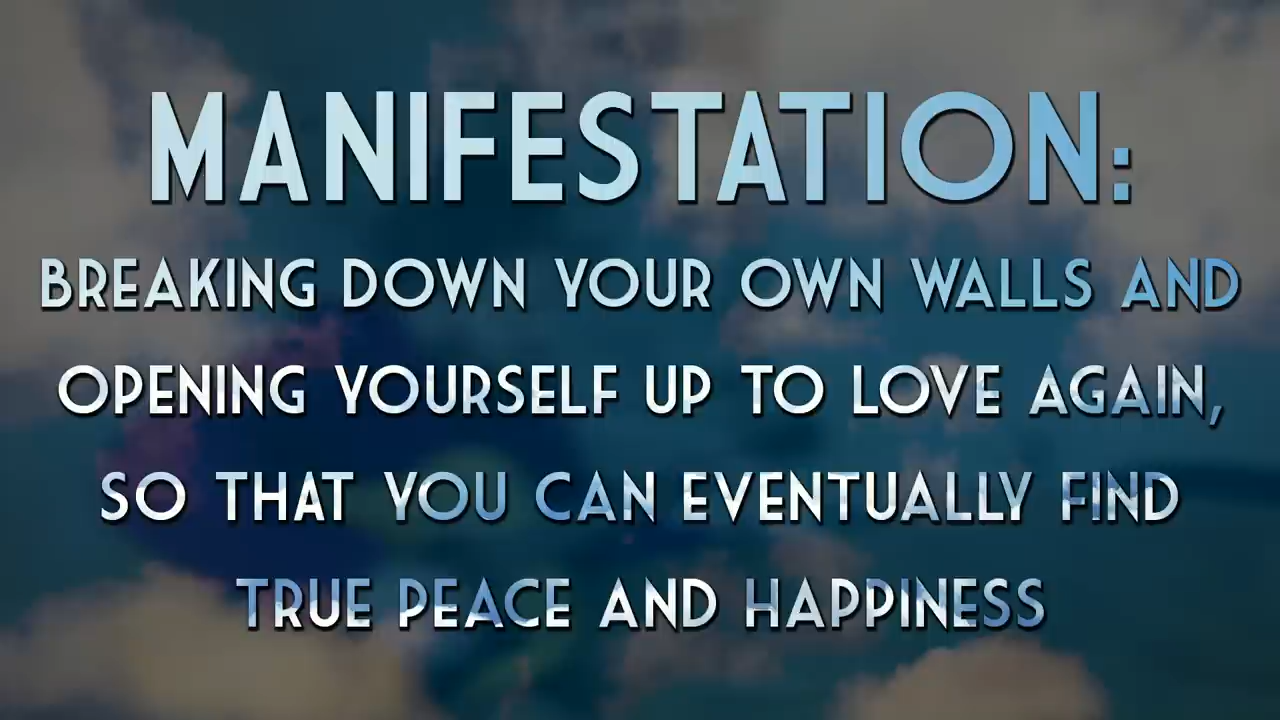 MANIFESTATION:
BREAKING DOWN YOUR OWN WALLS AND
OPENING YOURSELF UP TO LOVE AGAIN,
SO THAT YOU CAN EVENTUALLY FIND
TRUE PEACE AND HAPPINESS